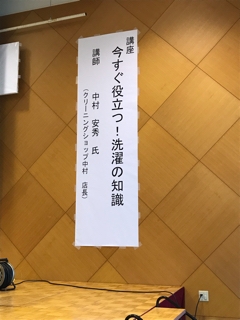 講座
今すぐ役立つ！洗濯の知識
講師　中村　安秀　氏
（クリーニングショップ中村　店長）